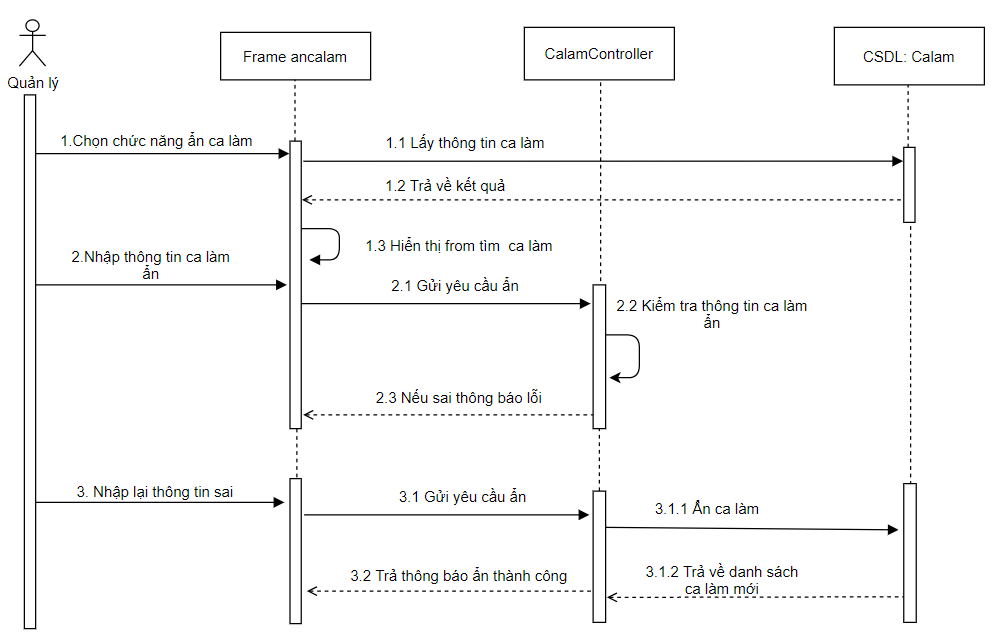 Quản lý
Frame ancalam
CalamController
CSDL: Calam
1.Chọn chức năng ẩn ca làm
1.1 Lấy thông tin ca làm
1.2 Trả về kết quả
1.3 Hiển thị from tìm ca làm
2.Nhập thông tin ca làm
ẩn
2.1 Gửi yêu cầu ẩn
2.2 Kiểm tra thông tin ca làm
ẩn
2.3 Nếu sai thông báo lỗi
3. Nhập lại thông tin sai
3.1 Gửi yêu cầu ẩn
3.1.1 Ẩn ca làm
3.1.2 Trả về danh sách
ca làm mới
3.2 Trả thông báo ẩn thành công